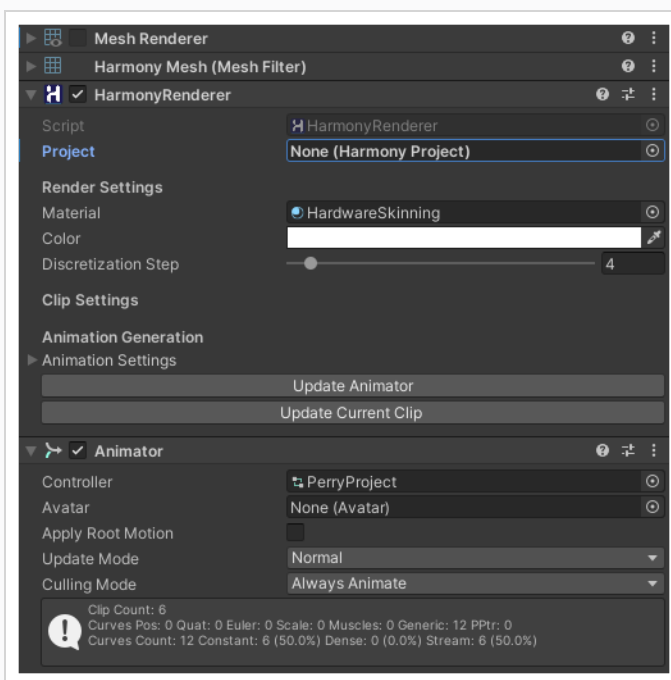 Mesh Renderer
Harmony Mesh (Mesh Filter)
HarmonyRenderer
Script HarmonyRenderer
Project None (Harmony Project)
Render Settings
Material HardwareSkinning
Color
Discretization Step 4
Clip Settings
Animation Generation
Animation Settings
Update Animator
Update Current Clip
Animator
Controller PerryProject
Avatar None (Avatar)
Apply Root Motion
Update Mode Normal
Culling Mode Always Animate
Clip Count: 6
Curves Pos: 0 Quat: 0 Euler: 0 Scale: 0 Muscles: 0 Generic: 12 PPtr: 0
Curves Count: 12 Constant: 6 (50.0%) Dense: 0 (0.0%) Stream: 6 (50.0%)